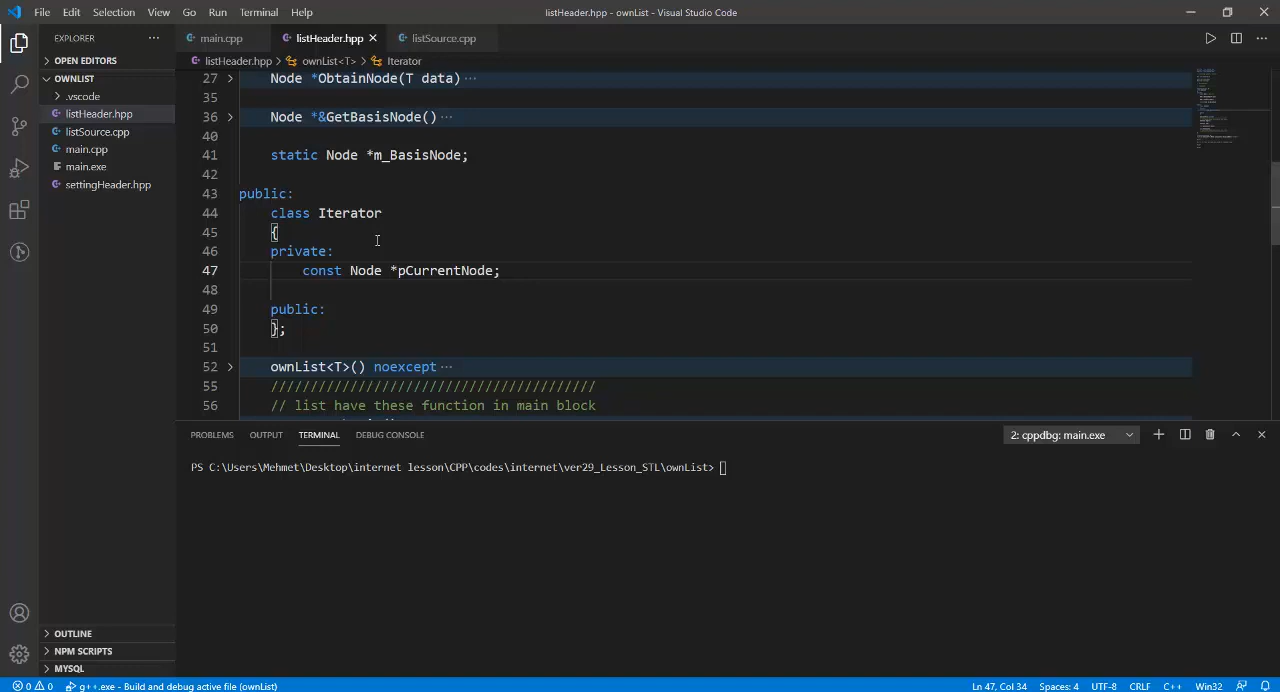 File Edit Selection View Go Run Terminal Help
listHeader.hpp - ownList - Visual Studio Code
EXPLORER
OPEN EDITORS
OWNLIST
.vscode
listHeader.hpp
listSource.cpp
main.cpp
main.exe
settingHeader.hpp
OUTLINE
NPM SCRIPTS
MYSQL
main.cpp listHeader.hpp listSource.cpp
listHeader.hpp > ownList<T> > Iterator
27 Node *ObtainNode(T data) ...
35
36 Node *&GetBasisNode() ...
40
41 static Node *m_BasisNode;
42
43 public:
44 class Iterator
45 {
46 private:
47 const Node *pCurrentNode;
48
49 public:
50 };
51
52 ownList<T>() noexcept ...
55 /////////////////////////////////////////
56 // list have these function in main block
PROBLEMS OUTPUT TERMINAL DEBUG CONSOLE
2: cppdbg: main.exe
PS C:\Users\Mehmet\Desktop\internet lesson\CPP\codes\internet\ver29_Lesson_STL\ownList>
0 0 g++.exe - Build and debug active file (ownList)
Ln 47, Col 34 Spaces: 4 UTF-8 CRLF C++ Win32